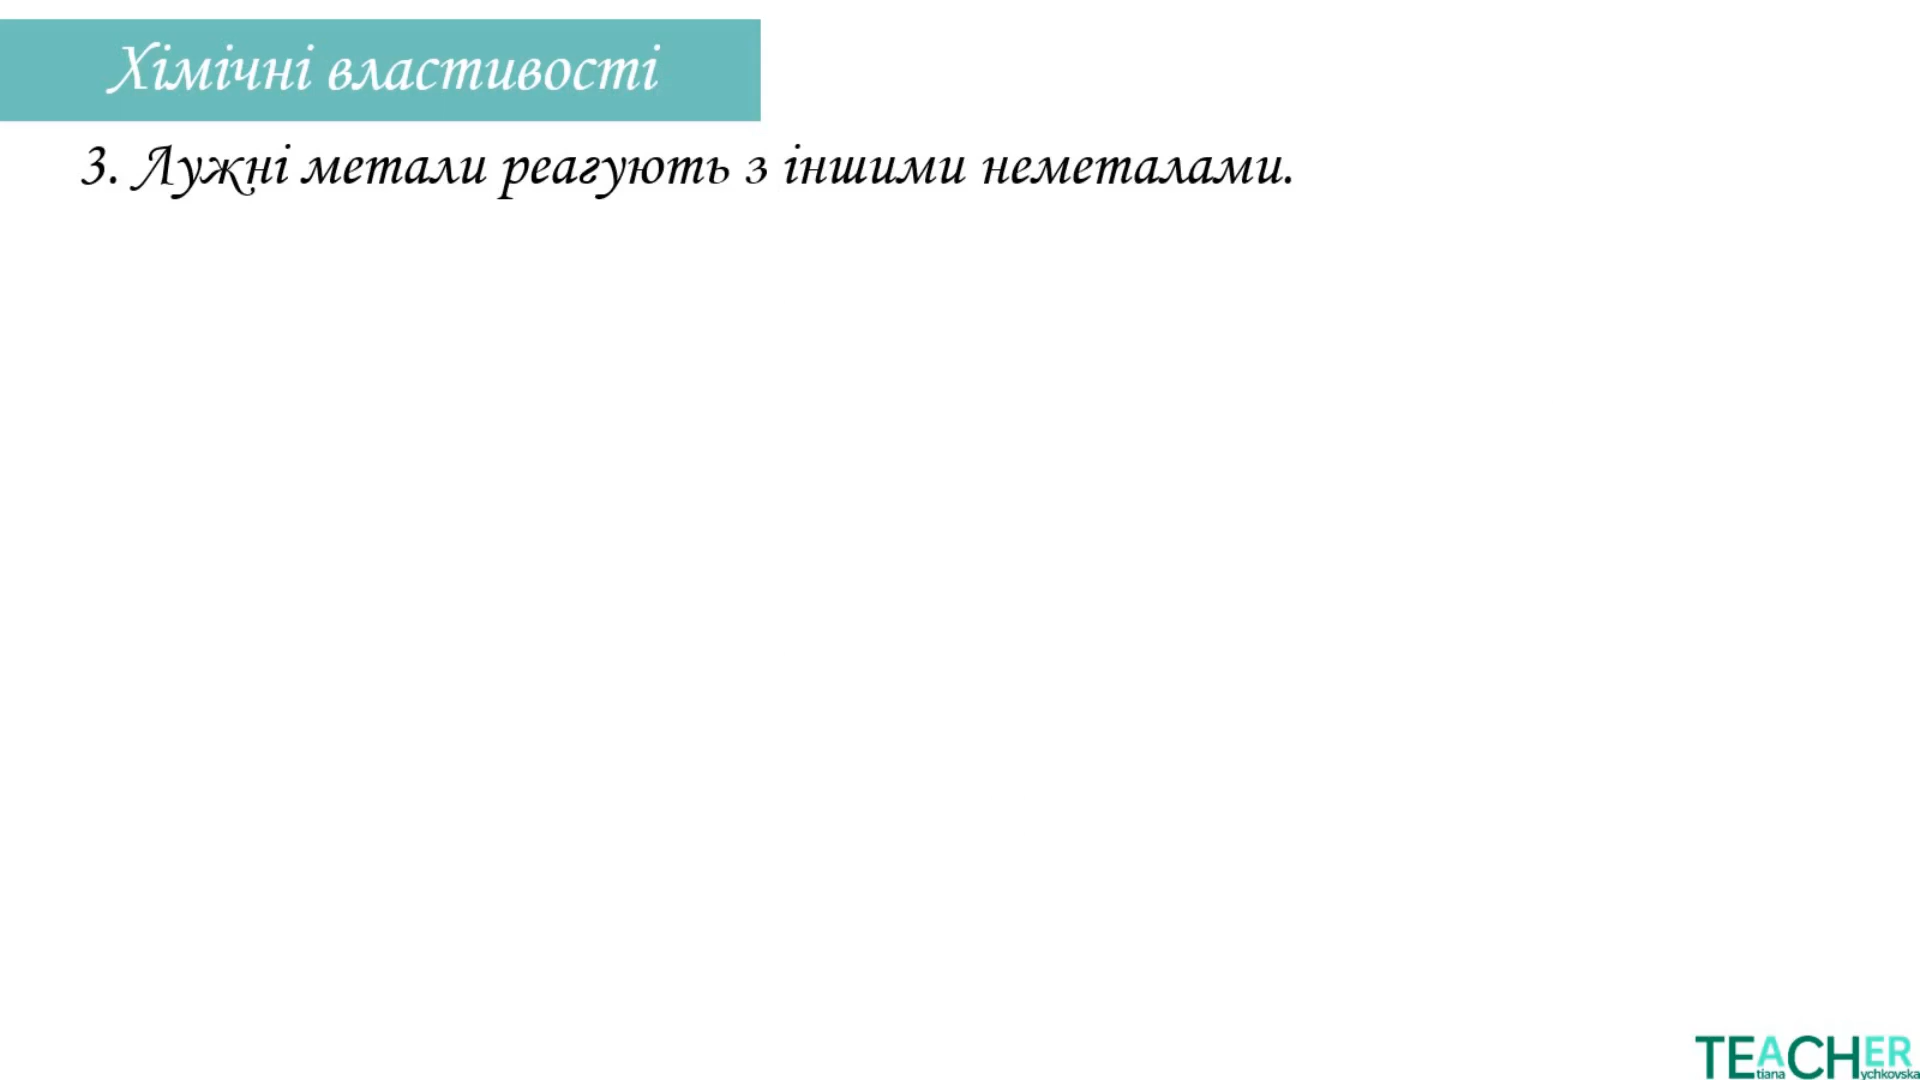 Хімічні властивості
3. Лужні метали реагують з іншими неметалами.
TEACHER
tiana ychkovska